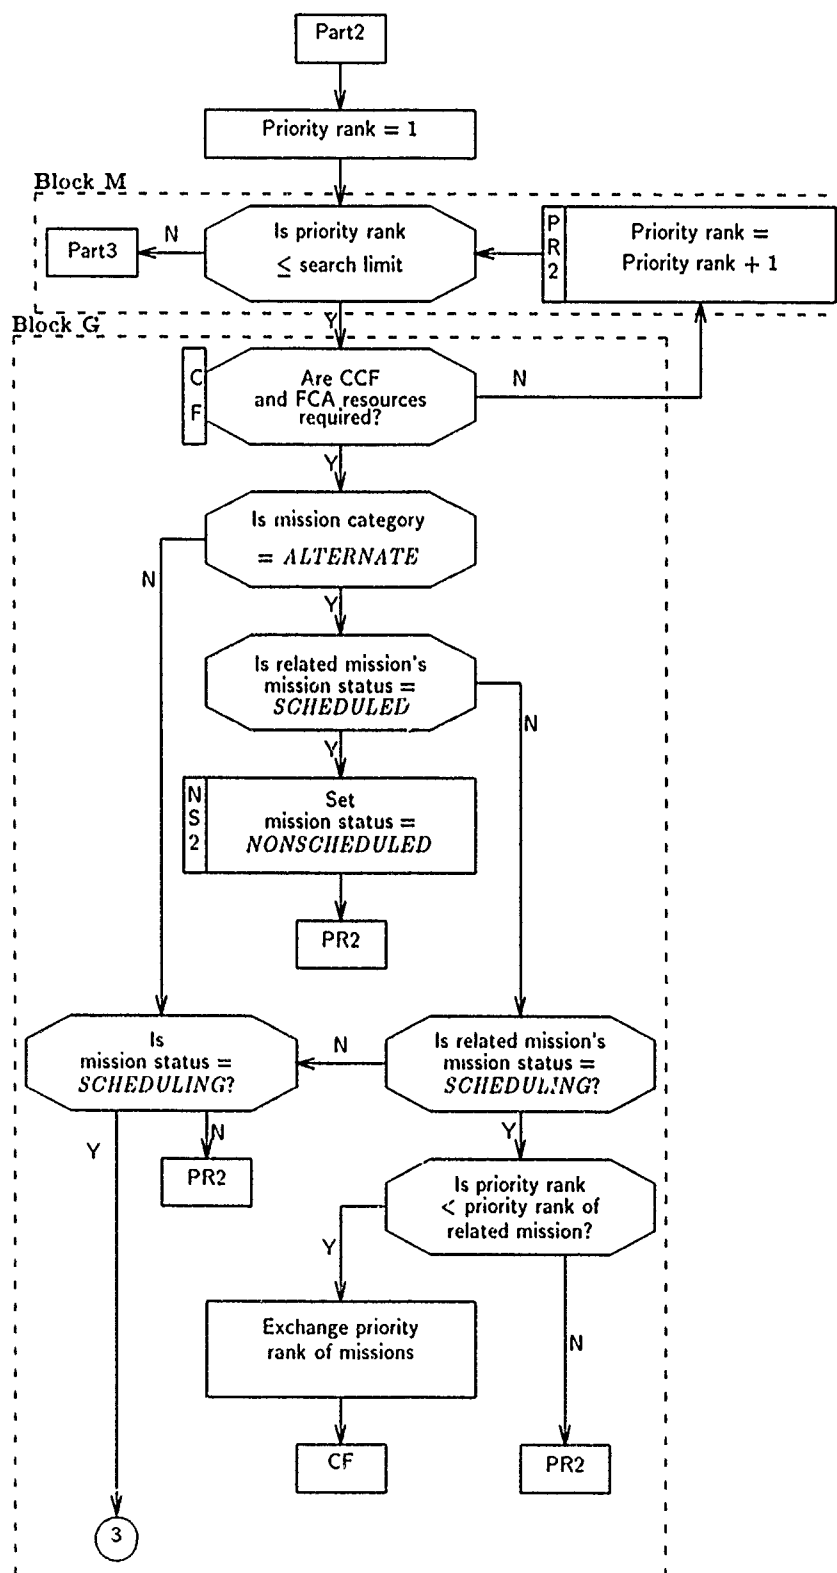 Part2
Priority rank = 1
Block M
Part3
N
Is priority rank
≤ search limit
P
R
2
Priority rank =
Priority rank + 1
Y
Block G
C
F
Are CCF
and FCA resources
required?
N
Y
Is mission category
= ALTERNATE
N
Y
Is related mission's
mission status =
SCHEDULED
N
Y
N
S
2
Set
mission status =
NONSCHEDULED
PR2
Is
mission status =
SCHEDULING?
N
Is related mission's
mission status =
SCHEDULING?
Y
N
PR2
Y
Is priority rank
< priority rank of
related mission?
Y
N
Exchange priority
rank of missions
CF
PR2
3